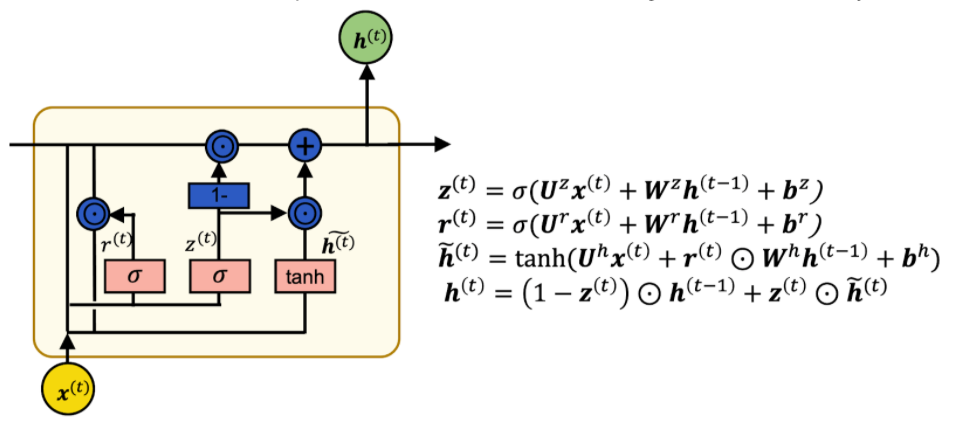 h^(t)
1-
r^(t)
z^(t)
h̃^(t)
σ
σ
tanh
x^(t)
z^(t) = σ(U^z x^(t) + W^z h^(t−1) + b^z)
r^(t) = σ(U^r x^(t) + W^r h^(t−1) + b^r)
h̃^(t) = tanh(U^h x^(t) + r^(t) ⊙ W^h h^(t−1) + b^h)
h^(t) = (1 − z^(t)) ⊙ h^(t−1) + z^(t) ⊙ h̃^(t)